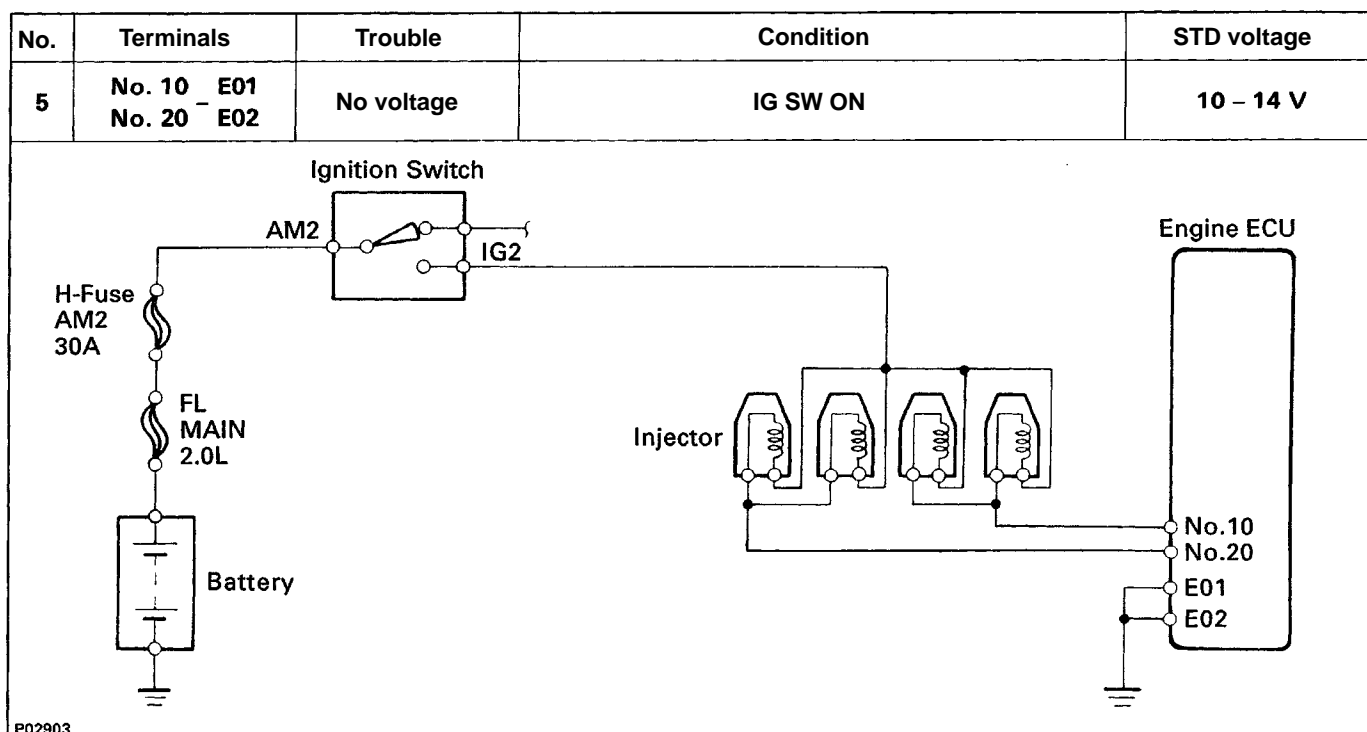 No. Terminals Trouble Condition STD voltage
5 No. 10 – E01 No voltage IG SW ON 10 – 14 V
No. 20 E02
Ignition Switch
AM2
IG2
Engine ECU
H-Fuse
AM2
30A
FL
MAIN
2.0L
Injector
No.10
No.20
E01
E02
Battery
P02903